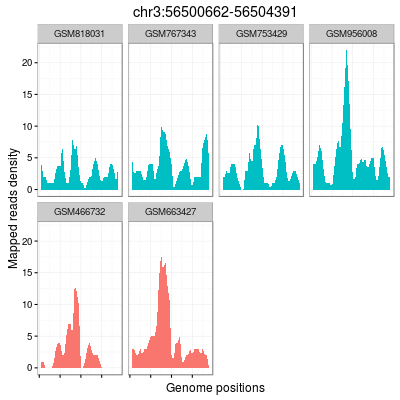 chr3:56500662-56504391
GSM818031 GSM767343 GSM753429 GSM956008
20
15
10
5
0
GSM466732 GSM663427
20
15
10
5
0
Mapped reads density
Genome positions